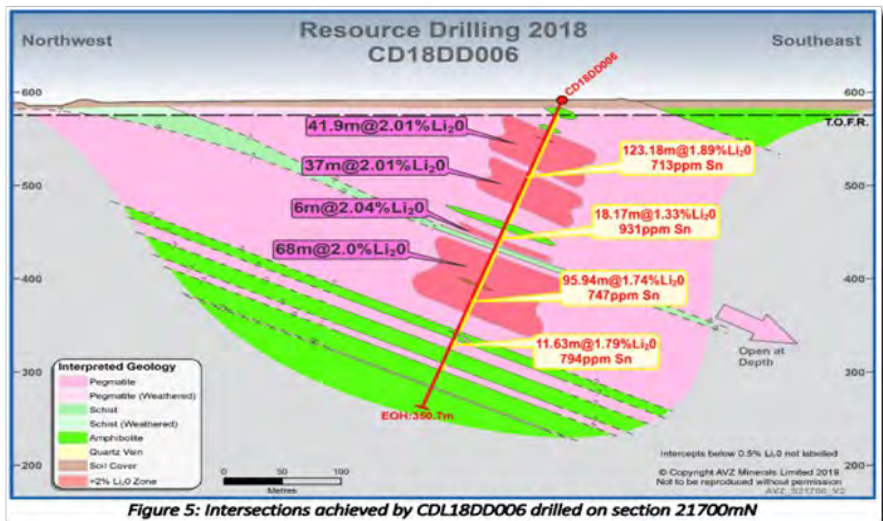 Resource Drilling 2018
CD18DD006
Northwest
Southeast
CD18DD006
600
600
T.O.F.R.
41.9m@2.01%Li₂0
123.18m@1.89%Li₂0
713ppm Sn
37m@2.01%Li₂0
500
500
6m@2.04%Li₂0
18.17m@1.33%Li₂0
931ppm Sn
68m@2.0%Li₂0
400
400
95.94m@1.74%Li₂0
747ppm Sn
11.63m@1.79%Li₂0
794ppm Sn
Open at
Depth
300
300
Interpreted Geology
Pegmatite
Pegmatite (Weathered)
Schist
Schist (Weathered)
Amphibolite
Quartz Vein
Soil Cover
>2% Li₂0 Zone
EOH:350.7m
0 50 100
Metres
200
200
Intercepts below 0.5% Li₂0 not labelled
© Copyright AVZ Minerals Limited 2018
Not to be reproduced without permission
AVZ_S21700_V2
Figure 5: Intersections achieved by CDL18DD006 drilled on section 21700mN